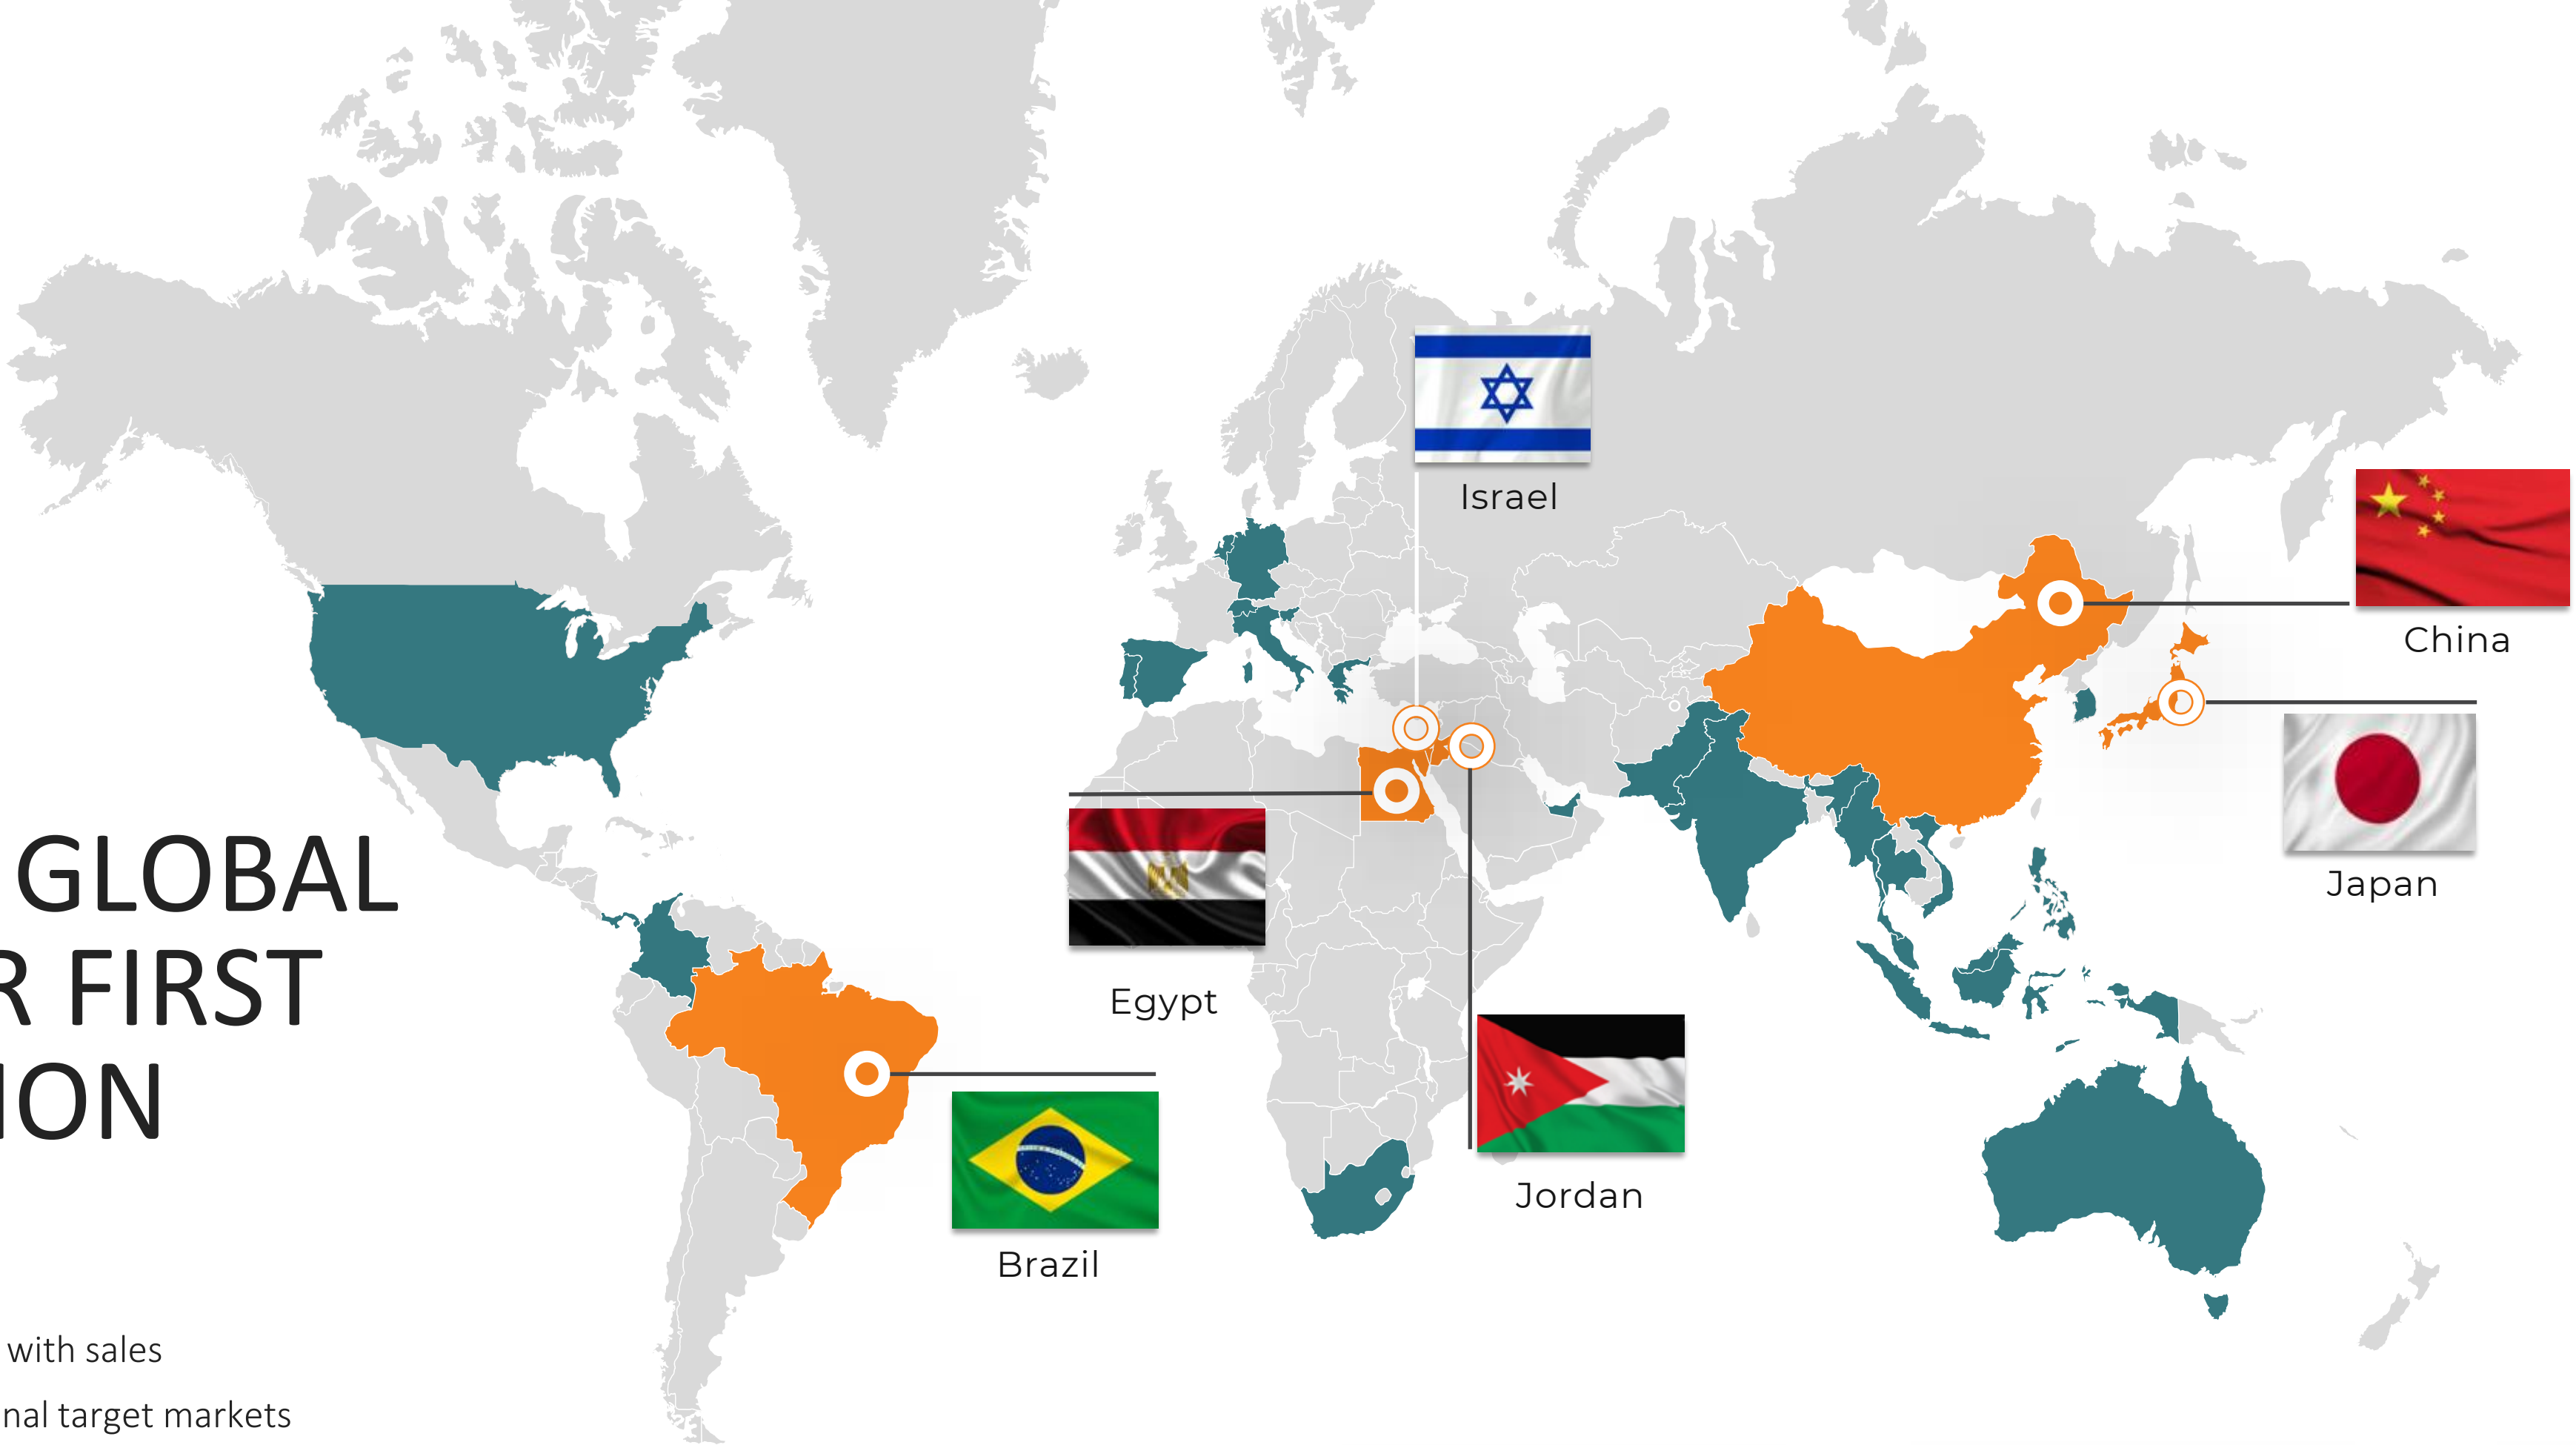 GLOBAL
R FIRST
ION
with sales
nal target markets
Israel
China
Japan
Egypt
Jordan
Brazil